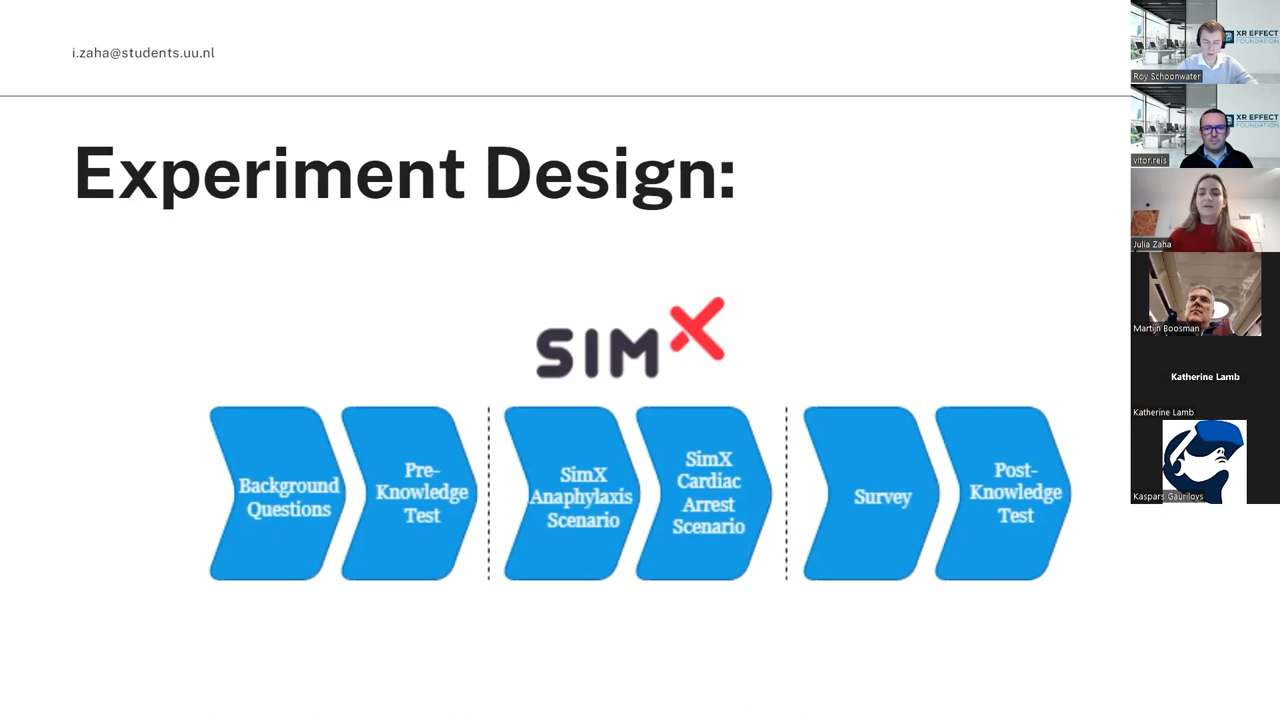 i.zaha@students.uu.nl
Experiment Design:
SIMX
Background
Questions
Pre-
Knowledge
Test
SimX
Anaphylaxis
Scenario
SimX
Cardiac
Arrest
Scenario
Survey
Post-
Knowledge
Test
XR EFFECT
FOUNDATION
Roy Schoonwater
XR EFFECT
FOUNDATION
vitor.reis
Julia Zaha
Martijn Boosman
Katherine Lamb
Katherine Lamb
Kaspars Gaurilovs